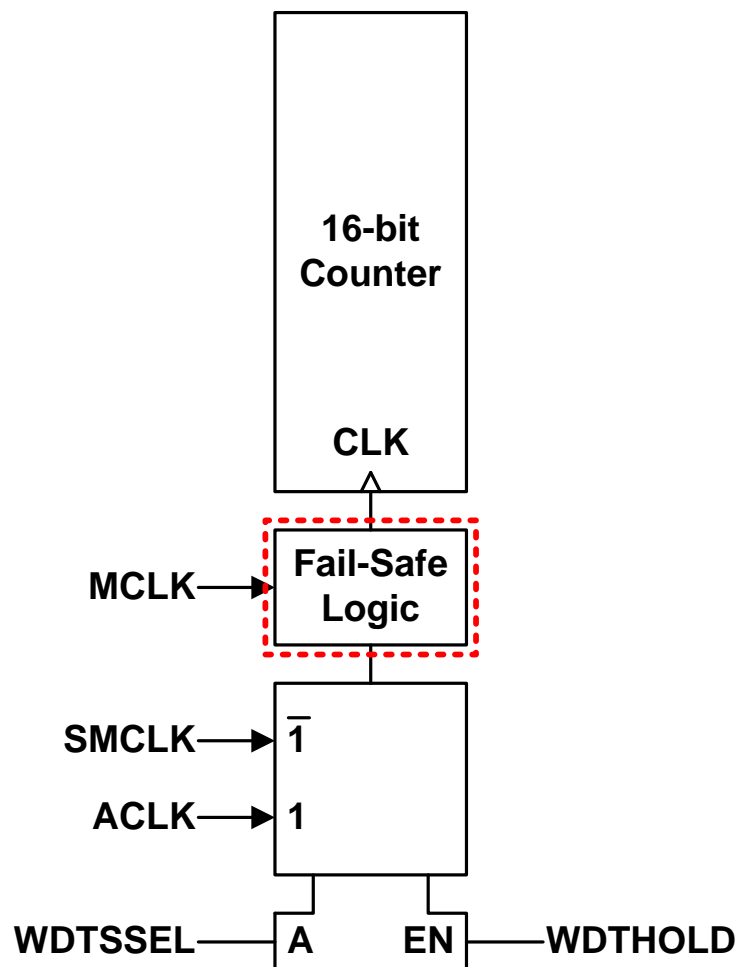 16-bit
Counter
CLK
MCLK
Fail-Safe
Logic
SMCLK
1̅
ACLK
1
WDTSSEL
A
EN
WDTHOLD